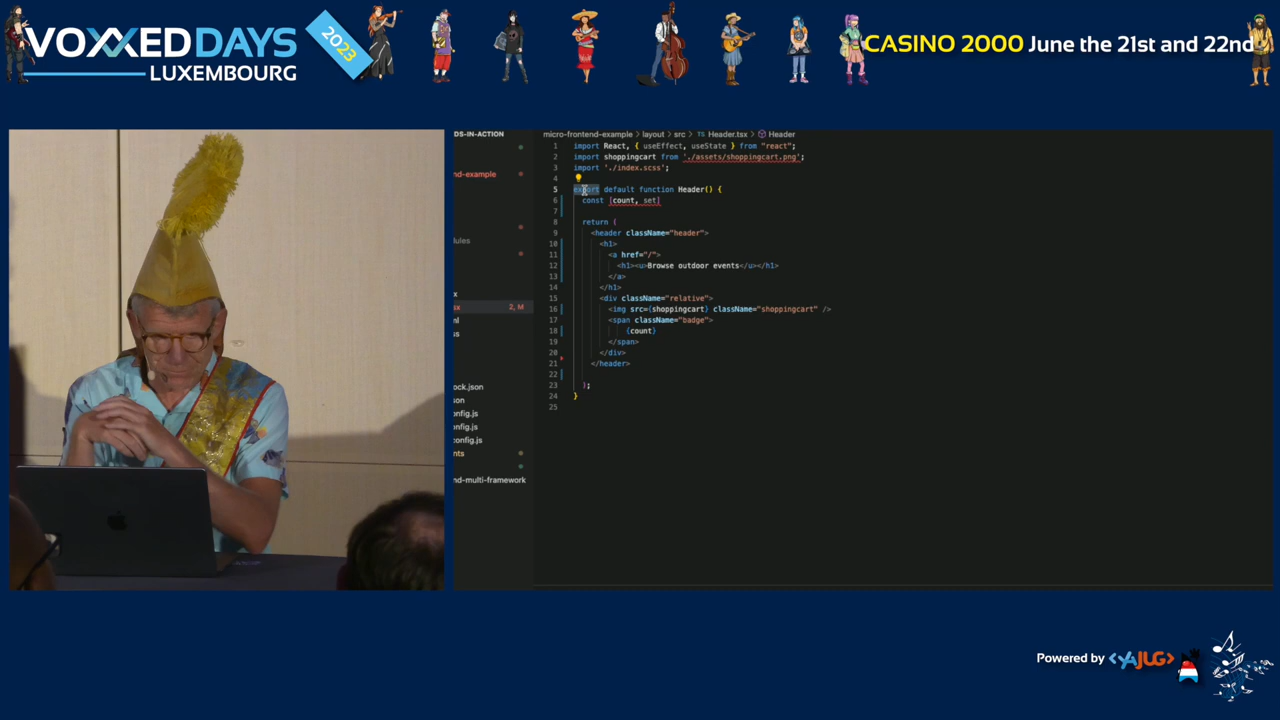 VOXXEDDAYS
LUXEMBOURG
2023
CASINO 2000 June the 21st and 22nd
DS-IN-ACTION
nd-example
ules
x
sx 2, M
ml
ss
ock.json
son
onfig.js
onfig.js
config.js
nts
nd-multi-framework
micro-frontend-example > layout > src > TS Header.tsx > Header
1 import React, { useEffect, useState } from "react";
2 import shoppingcart from './assets/shoppingcart.png';
3 import './index.scss';
4
5 export default function Header() {
6 const [count, set]
7
8 return (
9 <header className="header">
10 <h1>
11 <a href="/">
12 <h1><u>Browse outdoor events</u></h1>
13 </a>
14 </h1>
15 <div className="relative">
16 <img src={shoppingcart} className="shoppingcart" />
17 <span className="badge">
18 {count}
19 </span>
20 </div>
21 </header>
22
23 );
24 }
25
Powered by <YAJUG>